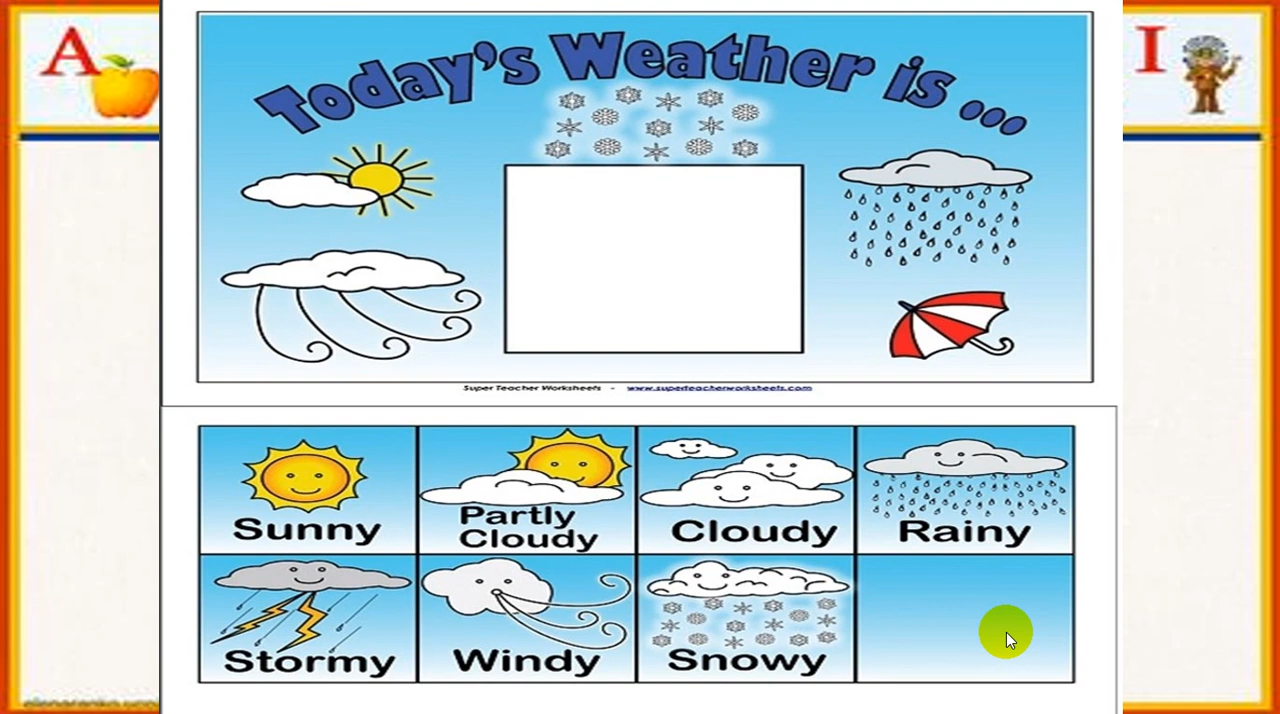 A
I
Today's Weather is ...
Super Teacher Worksheets - www.superteacherworksheets.com
Sunny
Partly
Cloudy
Cloudy
Rainy
Stormy
Windy
Snowy